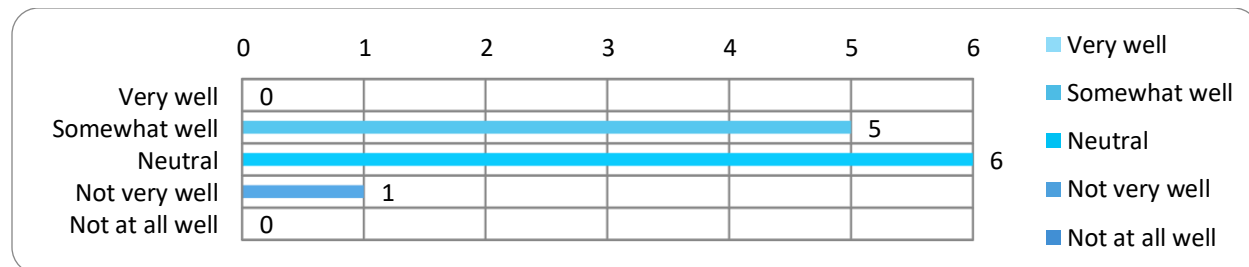 0 1 2 3 4 5 6
Very well 0
Somewhat well 5
Neutral 6
Not very well 1
Not at all well 0
Very well
Somewhat well
Neutral
Not very well
Not at all well